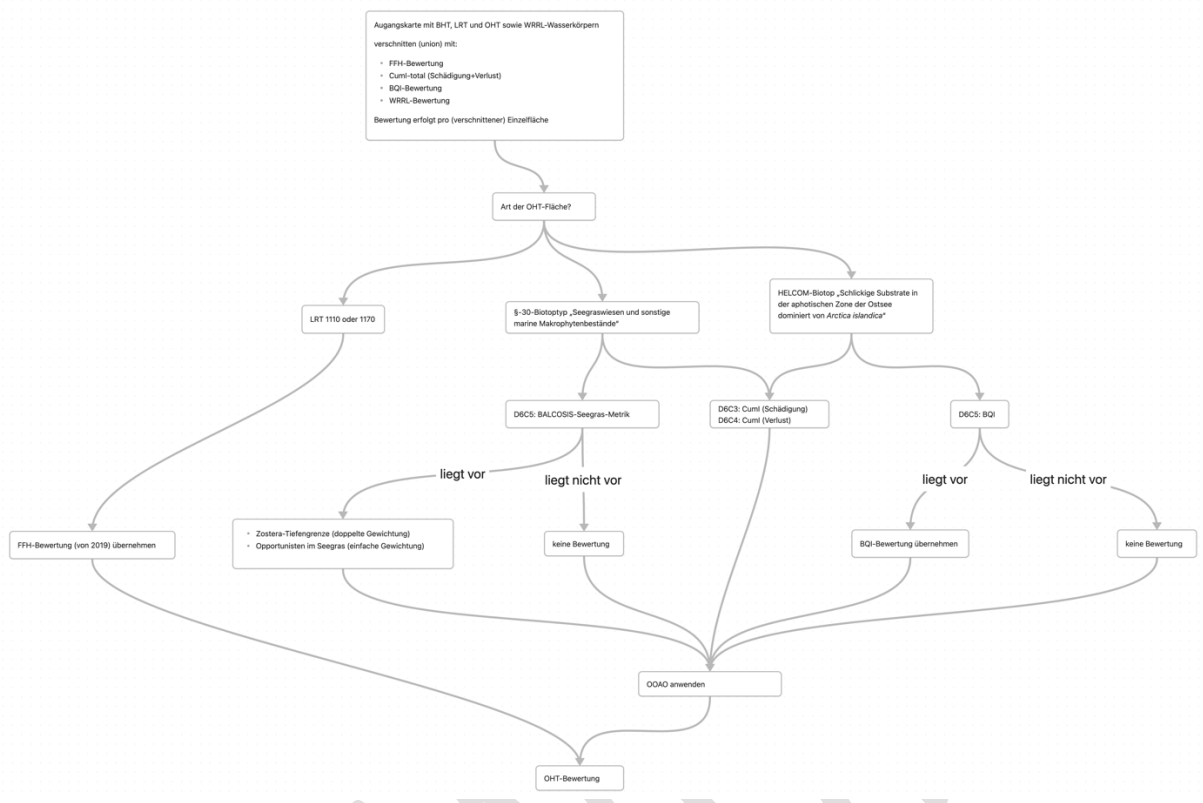 Augangskarte mit BHT, LRT und OHT sowie WRRL-Wasserkörpern
verschnitten (union) mit:
• FFH-Bewertung
• CumI-total (Schädigung+Verlust)
• BQI-Bewertung
• WRRL-Bewertung
Bewertung erfolgt pro (verschnittener) Einzelfläche
Art der OHT-Fläche?
LRT 1110 oder 1170
§-30-Biotoptyp „Seegraswiesen und sonstige
marine Makrophytenbestände“
HELCOM-Biotop „Schlickige Substrate in
der aphotischen Zone der Ostsee
dominiert von Arctica islandica“
D6C5: BALCOSIS-Seegras-Metrik
D6C3: CumI (Schädigung)
D6C4: CumI (Verlust)
D6C5: BQI
liegt vor
liegt nicht vor
liegt vor
liegt nicht vor
FFH-Bewertung (von 2019) übernehmen
• Zostera-Tiefengrenze (doppelte Gewichtung)
• Opportunisten im Seegras (einfache Gewichtung)
keine Bewertung
BQI-Bewertung übernehmen
keine Bewertung
OOAO anwenden
OHT-Bewertung